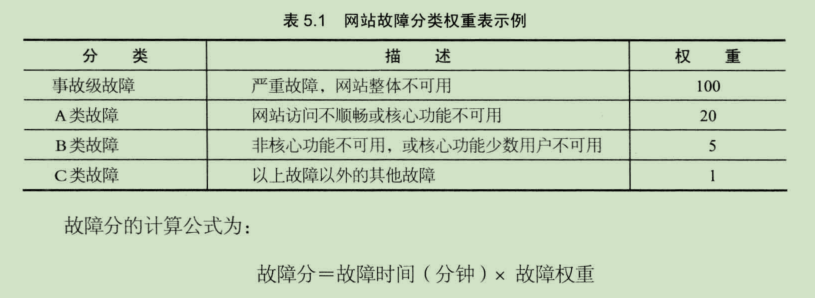 表 5.1 网站故障分类权重表示例
分 类 描 述 权 重
事故级故障 严重故障，网站整体不可用 100
A 类故障 网站访问不顺畅或核心功能不可用 20
B 类故障 非核心功能不可用，或核心功能少数用户不可用 5
C 类故障 以上故障以外的其他故障 1
故障分的计算公式为：
故障分＝故障时间（分钟）× 故障权重